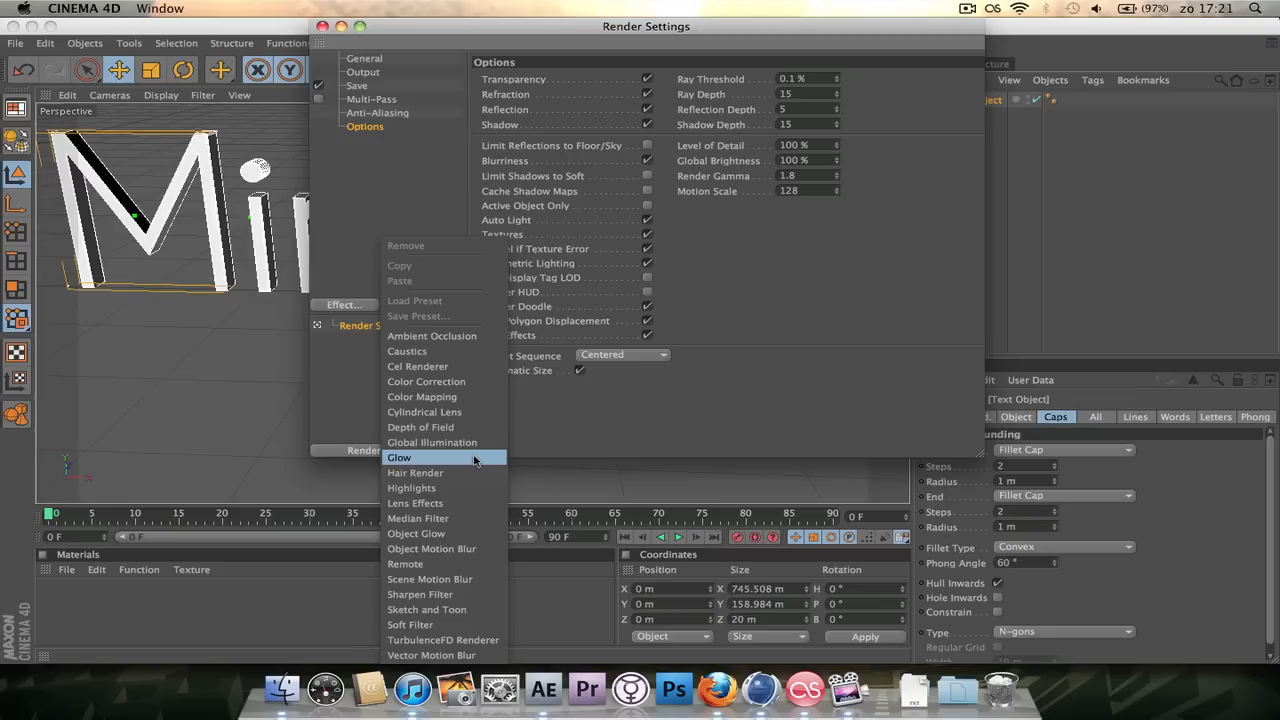 CINEMA 4D Window OS (97%) zo 17:21
Render Settings
File Edit Objects Tools Selection Structure
View Objects Tags Bookmarks
Edit Cameras Display Filter View
Perspective
General
Output
Save
Multi-Pass
Anti-Aliasing
Options
Effect...
Options
Transparency Ray Threshold 0.1 %
Refraction Ray Depth 15
Reflection Reflection Depth 5
Shadow Shadow Depth 15
Limit Reflections to Floor/Sky Level of Detail 100 %
Blurriness Global Brightness 100 %
Limit Shadows to Soft Render Gamma 1.8
Cache Shadow Maps Motion Scale 128
Active Object Only
Auto Light
Textures
if Texture Error
Lighting
Display Tag LOD
HUD
Doodle
Polygon Displacement
Effects
Sequence Centered
Size
Remove
Copy
Paste
Load Preset
Save Preset...
Ambient Occlusion
Caustics
Cel Renderer
Color Correction
Color Mapping
Cylindrical Lens
Depth of Field
Global Illumination
Glow
Hair Render
Highlights
Lens Effects
Median Filter
Object Glow
Object Motion Blur
Remote
Scene Motion Blur
Sharpen Filter
Sketch and Toon
Soft Filter
TurbulenceFD Renderer
Vector Motion Blur
User Data
[Text Object]
Object Caps All Lines Words Letters Phong
Fillet Cap
Steps 2
Radius 1 m
End Fillet Cap
Steps 2
Radius 1 m
Fillet Type Convex
Phong Angle 60 °
Hull Inwards
Hole Inwards
Constrain
Type N-gons
Regular Grid
0 5 10 15 20 25 55 60 65 70 75 80 85 90 0 F
0 F 0 F 90 F
Materials
File Edit Function Texture
Coordinates
Position Size Rotation
X 0 m X 745.508 m H 0 °
Y 0 m Y 158.984 m P 0 °
Z 0 m Z 20 m B 0 °
Object Size Apply
MAXON
CINEMA 4D
AE Pr Ps
TXT